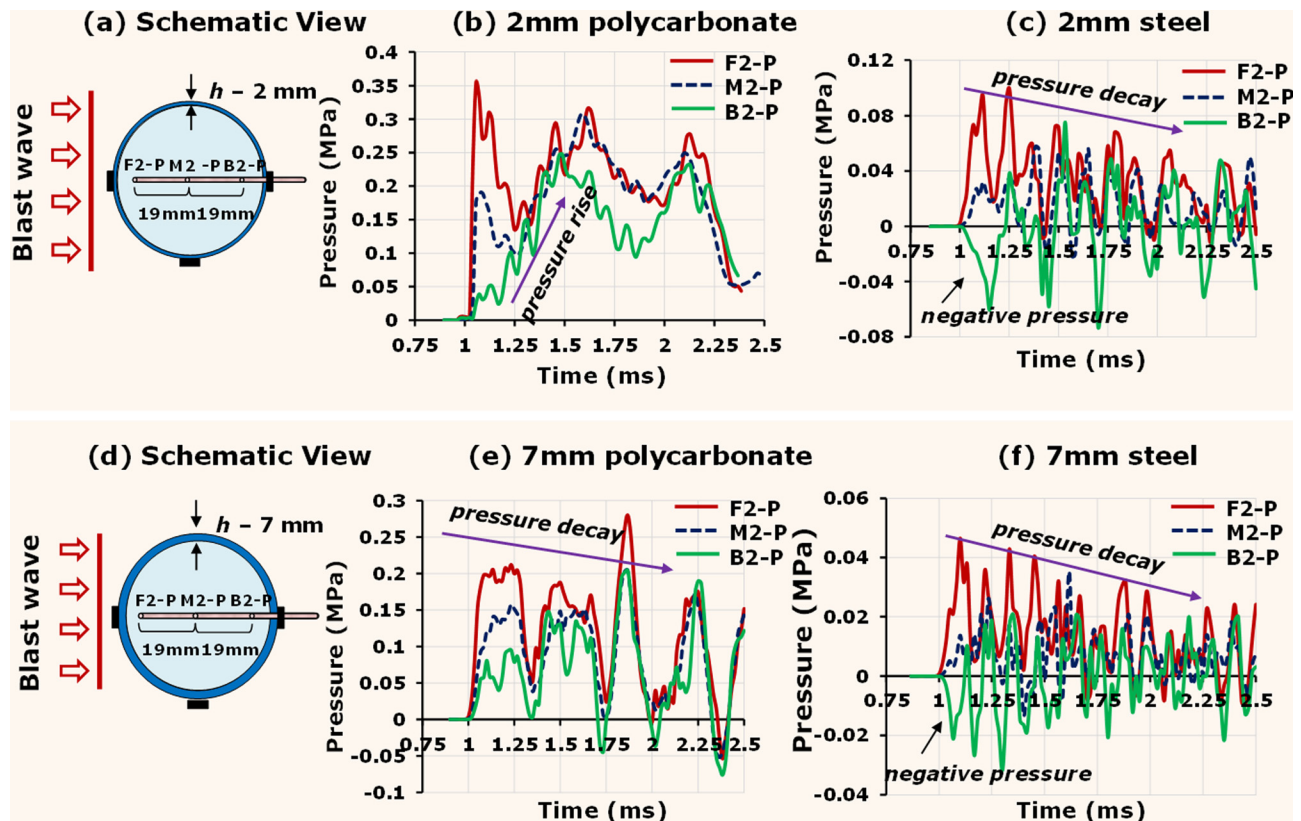 (a) Schematic View
h – 2 mm
Blast wave
F2-P M2 -P B2-P
19mm 19mm
(b) 2mm polycarbonate
0.4
0.35
0.3
0.25
0.2
0.15
0.1
0.05
0
0.75 1 1.25 1.5 1.75 2 2.25 2.5
Pressure (MPa)
Time (ms)
F2-P
M2-P
B2-P
pressure rise
(c) 2mm steel
0.12
0.08
0.04
0
-0.04
-0.08
0.75 1 1.25 1.5 1.75 2 2.25 2.5
Pressure (MPa)
Time (ms)
F2-P
M2-P
B2-P
pressure decay
negative pressure
(d) Schematic View
h – 7 mm
Blast wave
F2-P M2-P B2-P
19mm 19mm
(e) 7mm polycarbonate
0.3
0.25
0.2
0.15
0.1
0.05
0
-0.05
-0.1
0.75 1 1.25 1.5 1.75 2 2.25 2.5
Pressure (MPa)
Time (ms)
F2-P
M2-P
B2-P
pressure decay
(f) 7mm steel
0.06
0.04
0.02
0
-0.02
-0.04
0.75 1 1.25 1.5 1.75 2 2.25 2.5
Pressure (MPa)
Time (ms)
F2-P
M2-P
B2-P
pressure decay
negative pressure